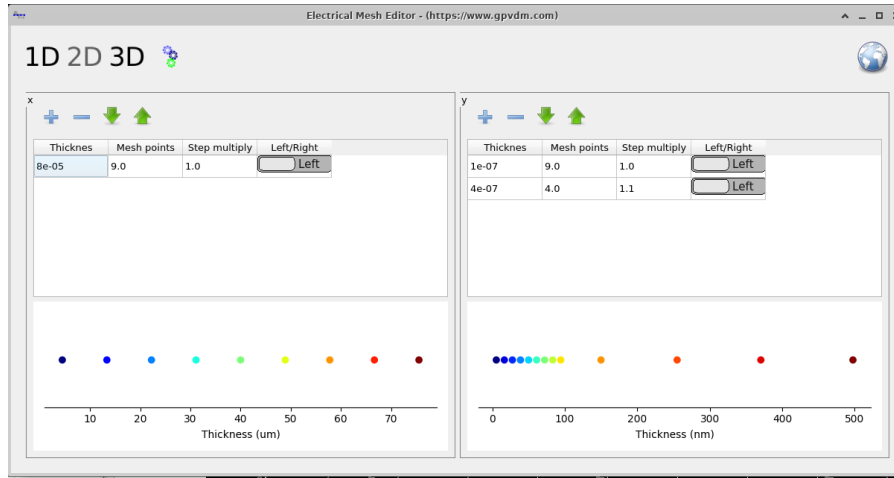 Electrical Mesh Editor - (https://www.gpvdm.com)
1D 2D 3D
x
Thicknes Mesh points Step multiply Left/Right
8e-05 9.0 1.0 Left
10 20 30 40 50 60 70
Thickness (um)
y
Thicknes Mesh points Step multiply Left/Right
1e-07 9.0 1.0 Left
4e-07 4.0 1.1 Left
0 100 200 300 400 500
Thickness (nm)